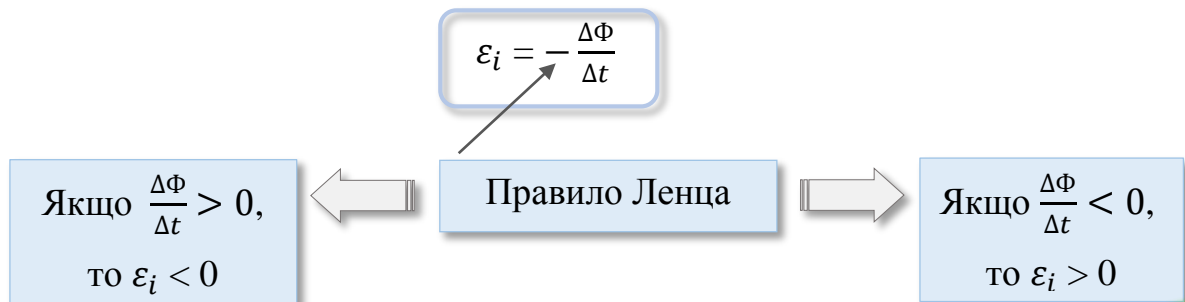 εᵢ = − ΔΦ/Δt
Якщо ΔΦ/Δt > 0,
то εᵢ < 0
Правило Ленца
Якщо ΔΦ/Δt < 0,
то εᵢ > 0